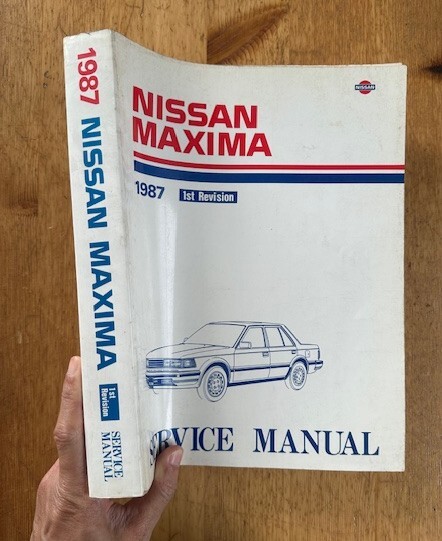 1987 NISSAN MAXIMA
1st
Revision
SERVICE
MANUAL
NISSAN
NISSAN
MAXIMA
1987 1st Revision
SERVICE MANUAL